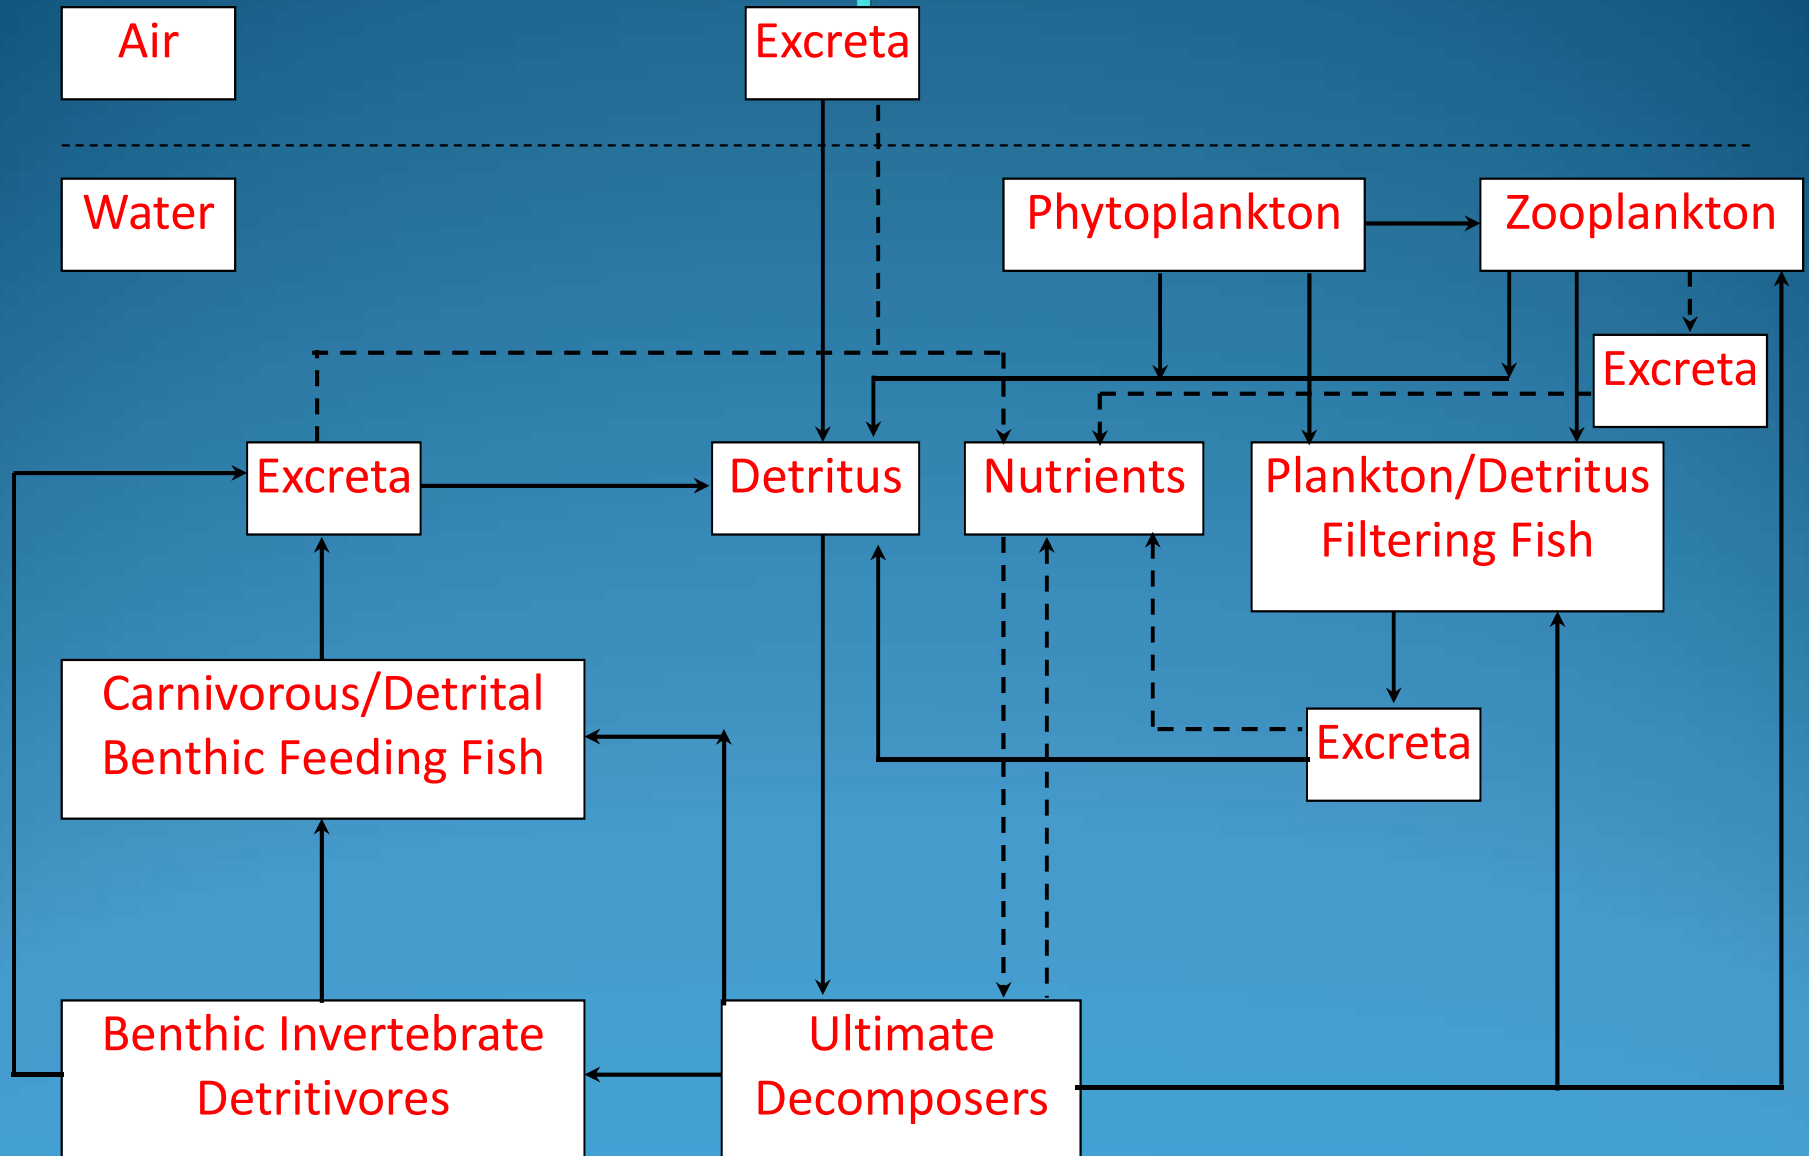 Air
Excreta
Water
Phytoplankton
Zooplankton
Excreta
Excreta
Detritus
Nutrients
Plankton/Detritus
Filtering Fish
Carnivorous/Detrital
Benthic Feeding Fish
Excreta
Benthic Invertebrate
Detritivores
Ultimate
Decomposers